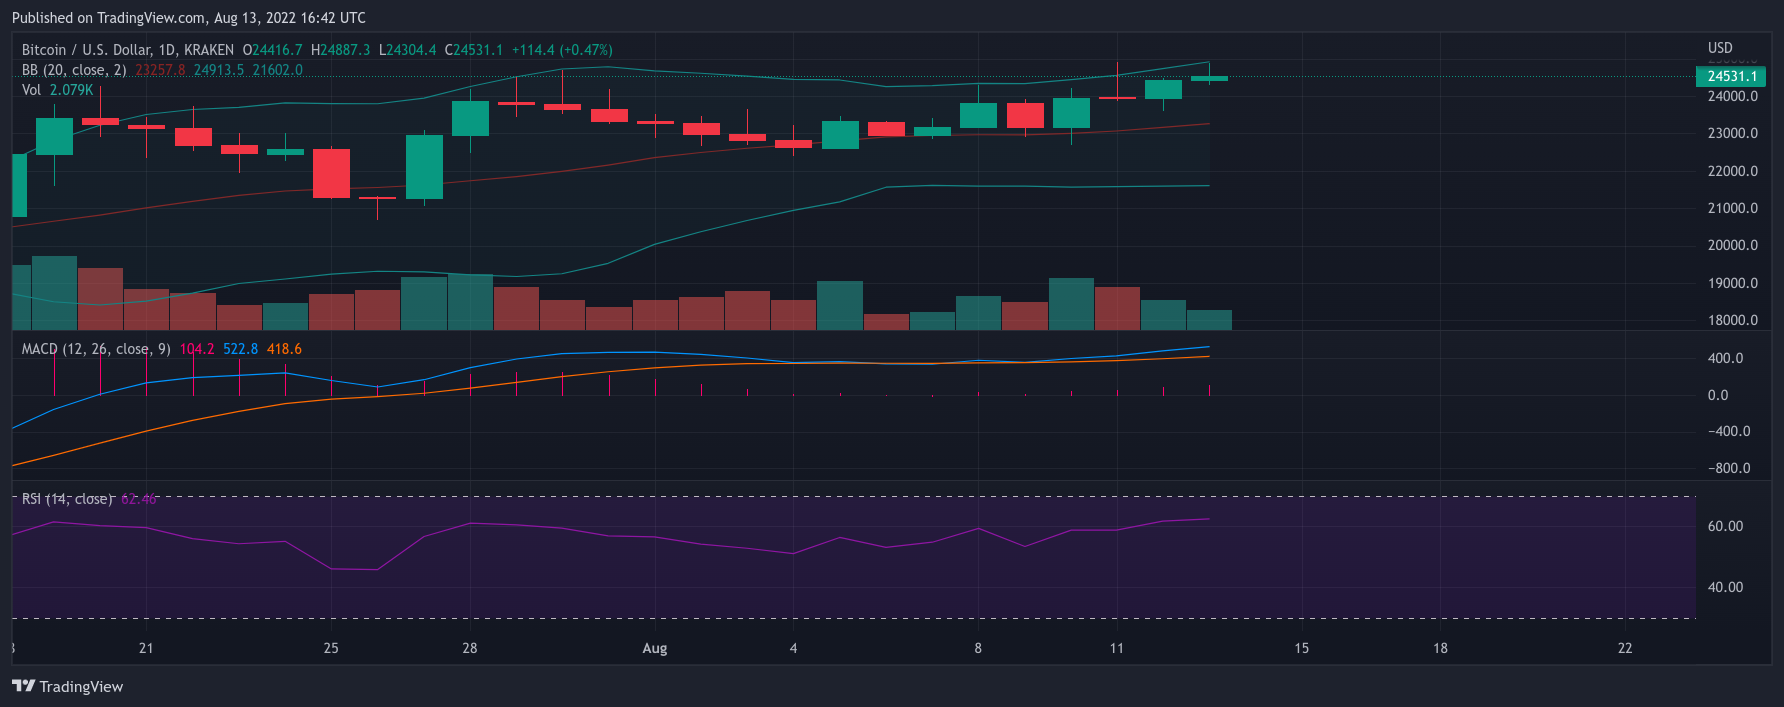 Published on TradingView.com, Aug 13, 2022 16:42 UTC
Bitcoin / U.S. Dollar, 1D, KRAKEN O24416.7 H24887.3 L24304.4 C24531.1 +114.4 (+0.47%)
BB (20, close, 2) 23257.8 24913.5 21602.0
Vol 2.079K
USD
24531.1
24000.0
23000.0
22000.0
21000.0
20000.0
19000.0
18000.0
MACD (12, 26, close, 9) 104.2 522.8 418.6
400.0
0.0
−400.0
−800.0
RSI (14, close) 62.46
60.00
40.00
21 25 28 Aug 4 8 11 15 18 22
TradingView